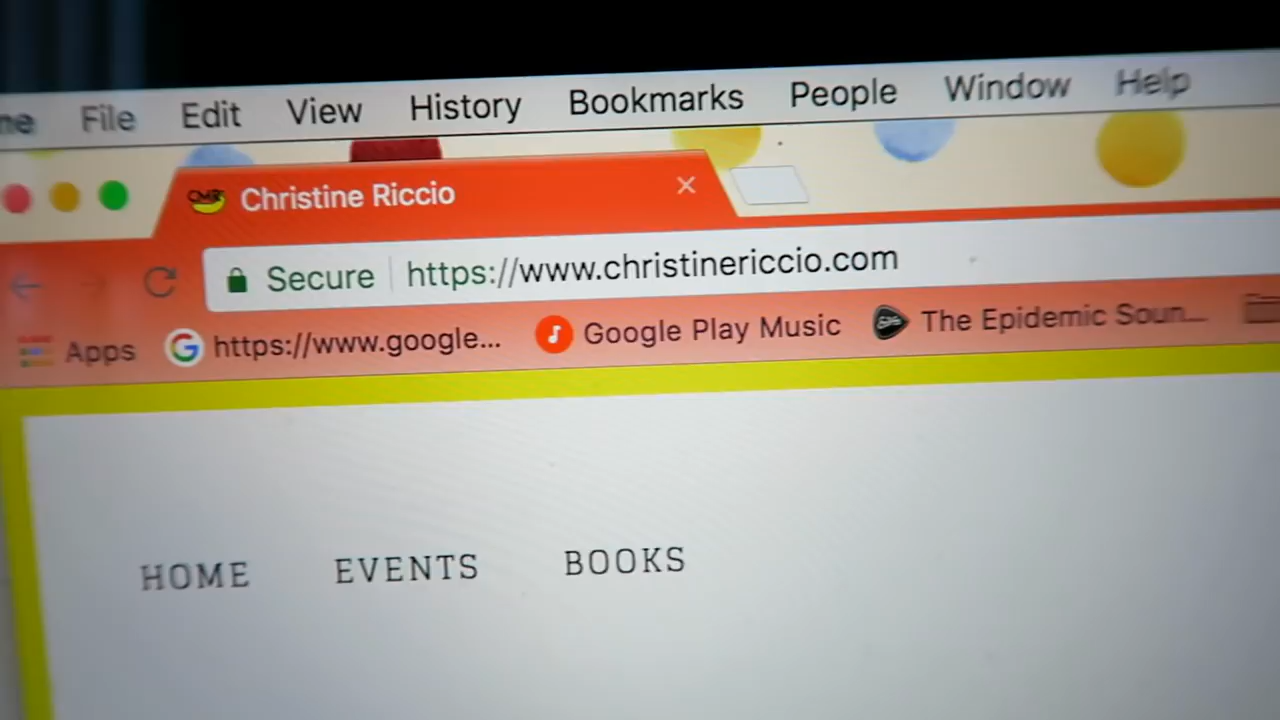 File Edit View History Bookmarks People Window Help
Christine Riccio
Secure https://www.christinericcio.com
Apps https://www.google... Google Play Music The Epidemic Soun...
HOME EVENTS BOOKS